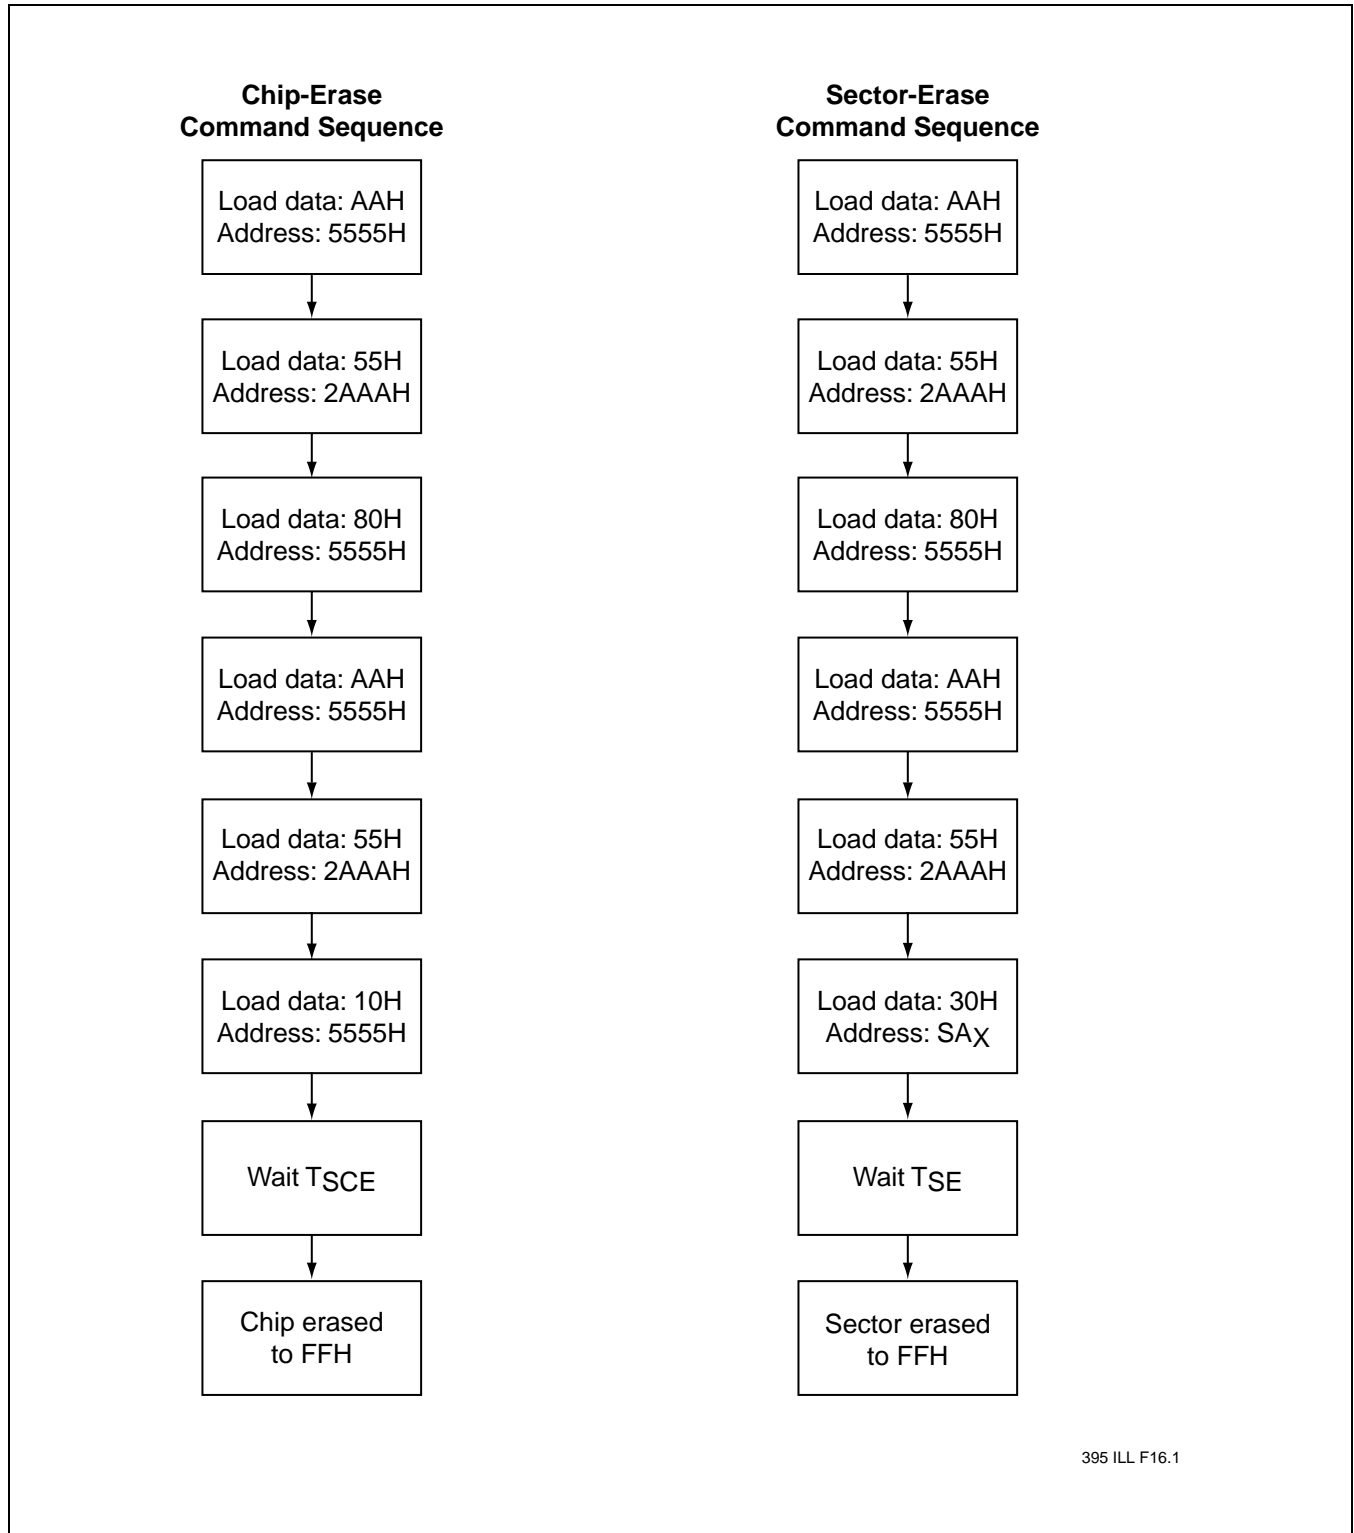 Chip-Erase
Command Sequence
Load data: AAH
Address: 5555H
Load data: 55H
Address: 2AAAH
Load data: 80H
Address: 5555H
Load data: AAH
Address: 5555H
Load data: 55H
Address: 2AAAH
Load data: 10H
Address: 5555H
Wait TSCE
Chip erased
to FFH
Sector-Erase
Command Sequence
Load data: AAH
Address: 5555H
Load data: 55H
Address: 2AAAH
Load data: 80H
Address: 5555H
Load data: AAH
Address: 5555H
Load data: 55H
Address: 2AAAH
Load data: 30H
Address: SAX
Wait TSE
Sector erased
to FFH
395 ILL F16.1